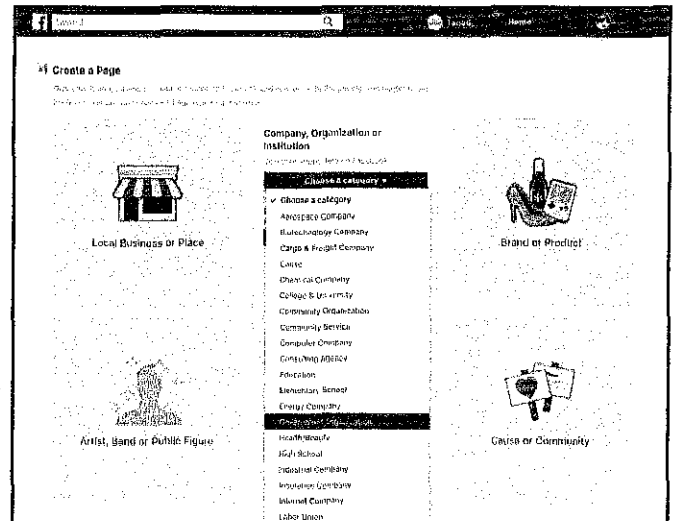 f
Search
Home
Create a Page
Company, Organization or
Institution
Choose a category
Choose a category
Aerospace Company
Biotechnology Company
Cargo & Freight Company
Cause
Chemical Company
College & University
Community Organization
Community Service
Computer Company
Consulting Agency
Education
Elementary School
Energy Company
Government Organization
Health/Beauty
High School
Industrial Company
Insurance Company
Internet Company
Labor Union
Local Business or Place
Brand or Product
Artist, Band or Public Figure
Cause or Community